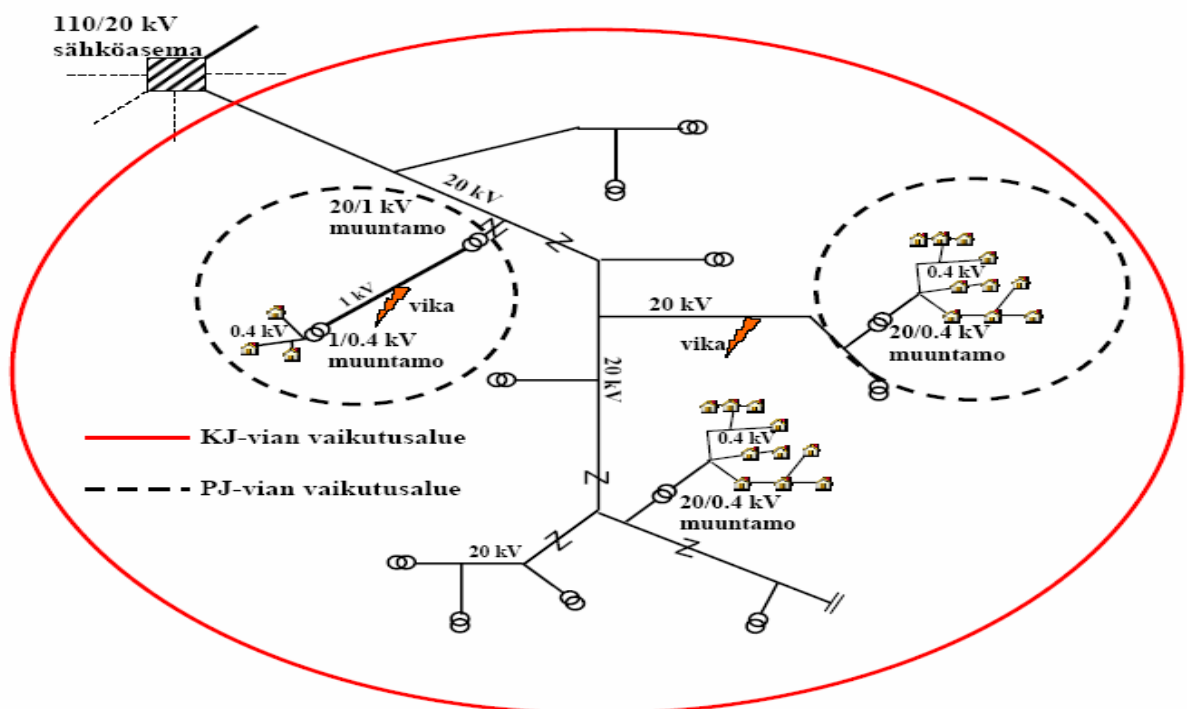 110/20 kV
sähköasema
20 kV
20/1 kV
muuntamo
1 kV
vika
0.4 kV
1/0.4 kV
muuntamo
20 kV
vika
0.4 kV
20/0.4 kV
muuntamo
20 kV
KJ-vian vaikutusalue
PJ-vian vaikutusalue
0.4 kV
20/0.4 kV
muuntamo
20 kV